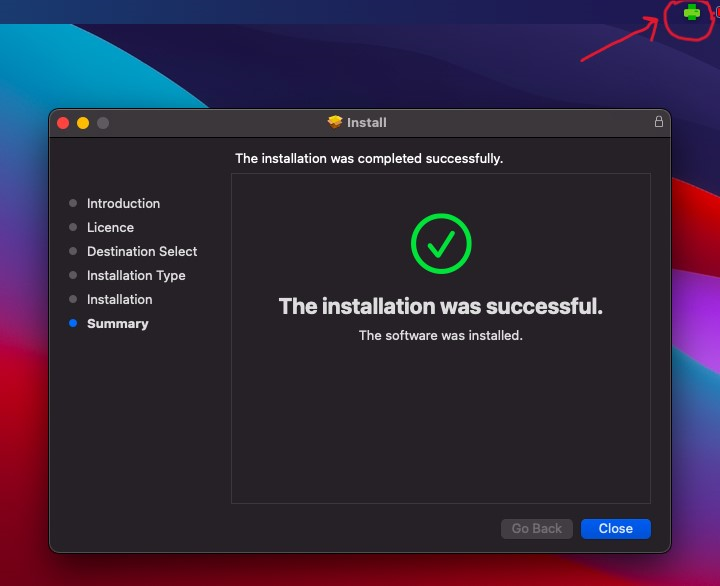 Install
The installation was completed successfully.
Introduction
Licence
Destination Select
Installation Type
Installation
Summary
The installation was successful.
The software was installed.
Go Back
Close